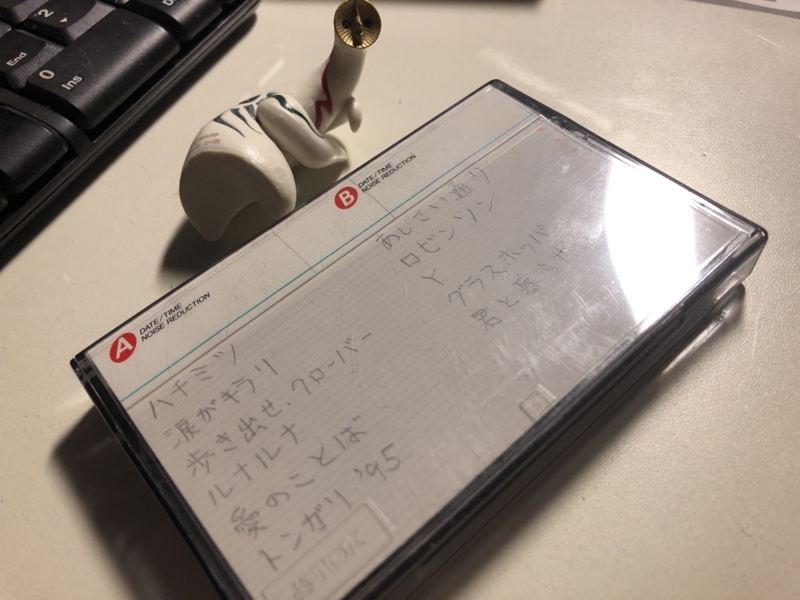 2
End
0
Ins
A
DATE/TIME
NOISE REDUCTION
ハチミツ
涙がキラリ
歩き出せ、クローバー
ルナルナ
愛のことば
トンガリ'95
B
DATE/TIME
NOISE REDUCTION
あじさい通り
ロビンソン
Y
グラスホッパ
君と暮らせ